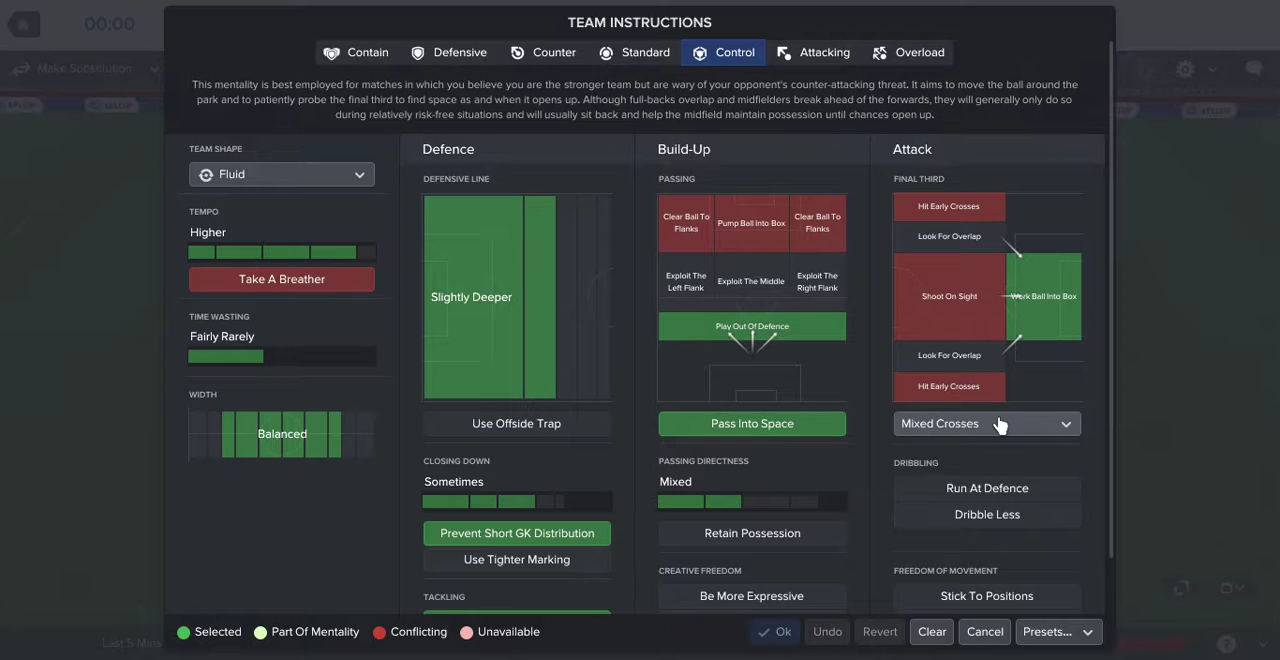 TEAM INSTRUCTIONS
00:00
Contain
Defensive
Counter
Standard
Control
Attacking
Overload
Make Substitution
This mentality is best employed for matches in which you believe you are the stronger team but are wary of your opponent's counter-attacking threat. It aims to move the ball around the
park and to patiently probe the final third to find space as and when it opens up. Although full-backs overlap and midfielders break ahead of the forwards, they will generally only do so
during relatively risk-free situations and will usually sit back and help the midfield maintain possession until chances open up.
TEAM SHAPE
Fluid
TEMPO
Higher
Take A Breather
TIME WASTING
Fairly Rarely
WIDTH
Balanced
Defence
DEFENSIVE LINE
Slightly Deeper
Use Offside Trap
CLOSING DOWN
Sometimes
Prevent Short GK Distribution
Use Tighter Marking
TACKLING
Build-Up
PASSING
Clear Ball To
Flanks
Pump Ball Into Box
Clear Ball To
Flanks
Exploit The
Left Flank
Exploit The Middle
Exploit The
Right Flank
Play Out Of Defence
Pass Into Space
PASSING DIRECTNESS
Mixed
Retain Possession
CREATIVE FREEDOM
Be More Expressive
Attack
FINAL THIRD
Hit Early Crosses
Look For Overlap
Shoot On Sight
Work Ball Into Box
Look For Overlap
Hit Early Crosses
Mixed Crosses
DRIBBLING
Run At Defence
Dribble Less
FREEDOM OF MOVEMENT
Stick To Positions
Last 5 Mins
Selected
Part Of Mentality
Conflicting
Unavailable
Ok
Undo
Revert
Clear
Cancel
Presets...